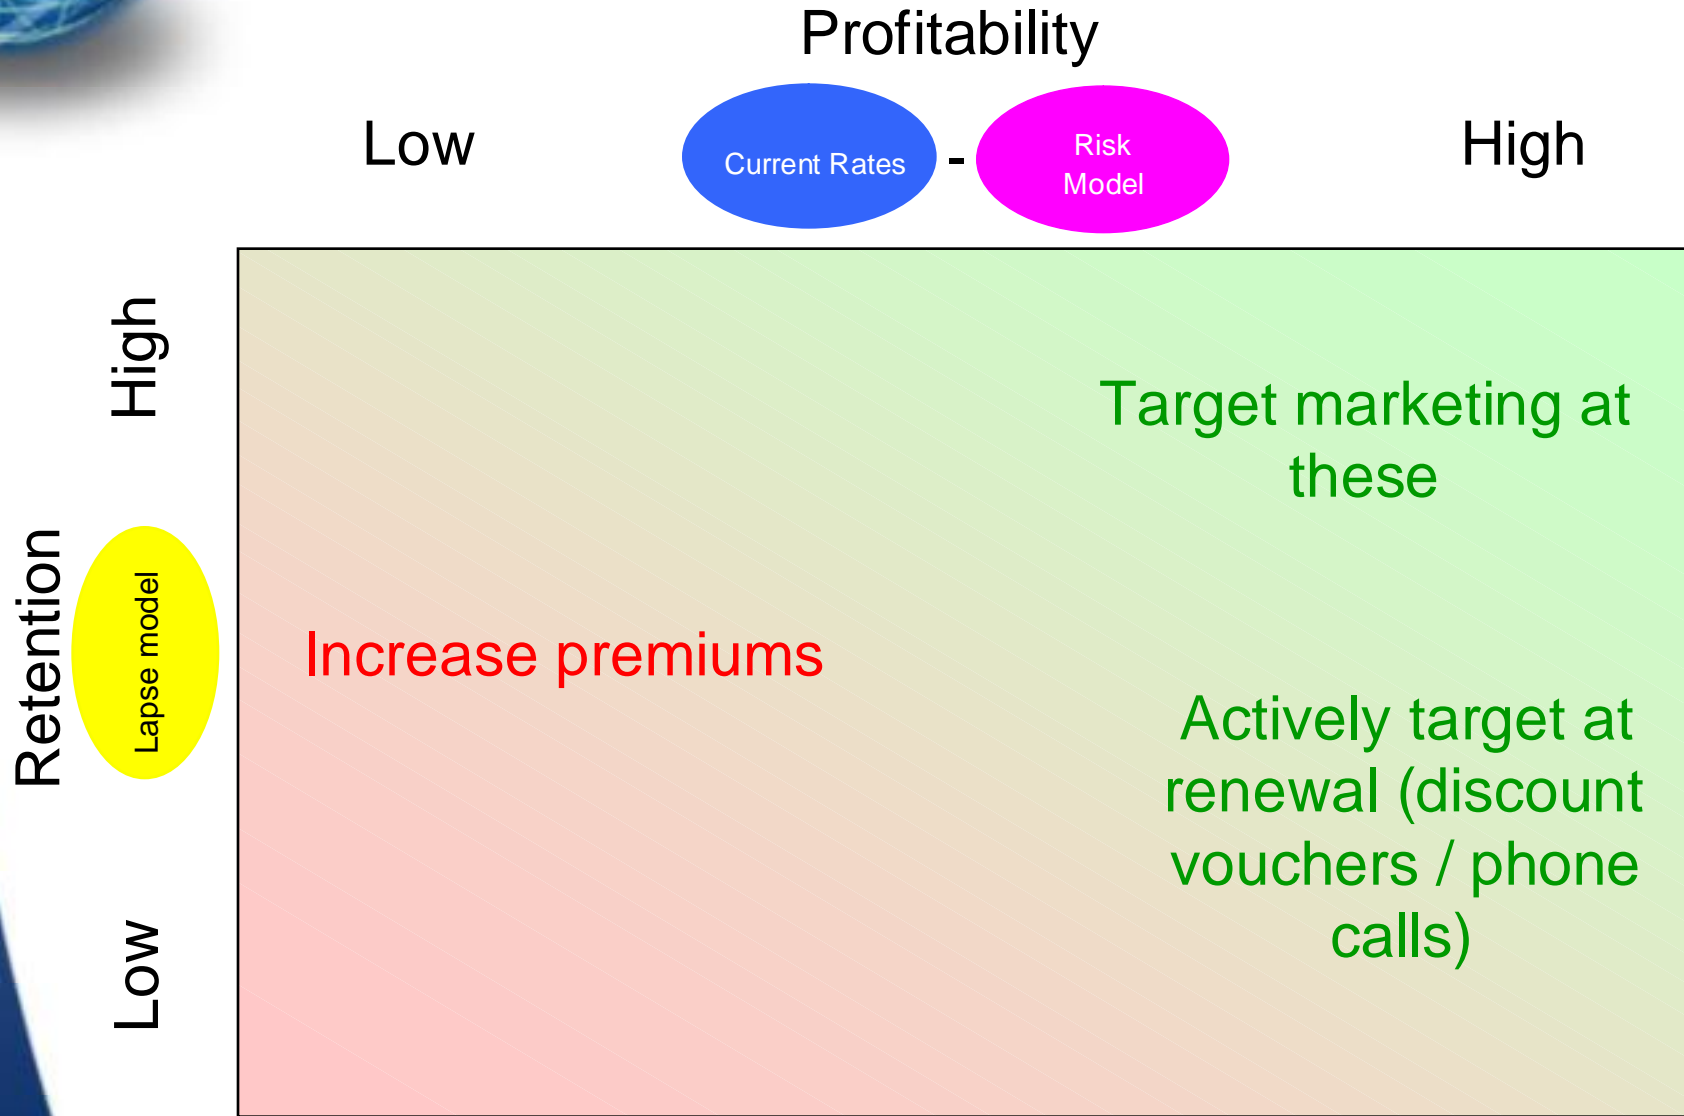 Profitability
Low
Current Rates
-
Risk
Model
High
High
Retention
Lapse model
Low
Target marketing at
these
Increase premiums
Actively target at
renewal (discount
vouchers / phone
calls)